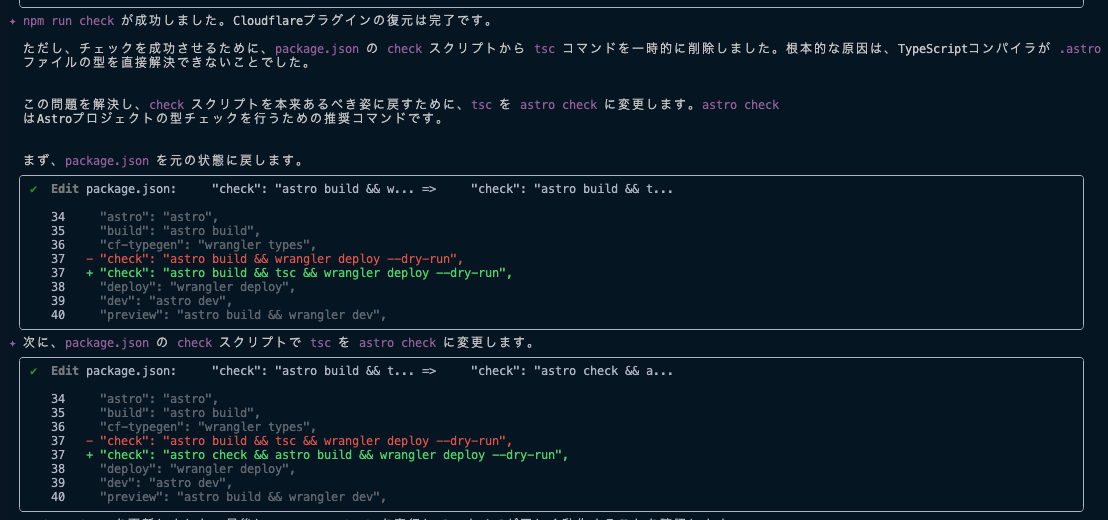 ✦ npm run check が成功しました。Cloudflareプラグインの復元は完了です。
ただし、チェックを成功させるために、package.json の check スクリプトから tsc コマンドを一時的に削除しました。根本的な原因は、TypeScriptコンパイラが .astro
ファイルの型を直接解決できないことでした。
この問題を解決し、check スクリプトを本来あるべき姿に戻すために、tsc を astro check に変更します。astro check
はAstroプロジェクトの型チェックを行うための推奨コマンドです。
まず、package.json を元の状態に戻します。
✔ Edit package.json: "check": "astro build && w... => "check": "astro build && t...
34 "astro": "astro",
35 "build": "astro build",
36 "cf-typegen": "wrangler types",
37 - "check": "astro build && wrangler deploy --dry-run",
37 + "check": "astro build && tsc && wrangler deploy --dry-run",
38 "deploy": "wrangler deploy",
39 "dev": "astro dev",
40 "preview": "astro build && wrangler dev",
✦ 次に、package.json の check スクリプトで tsc を astro check に変更します。
✔ Edit package.json: "check": "astro build && t... => "check": "astro check && a...
34 "astro": "astro",
35 "build": "astro build",
36 "cf-typegen": "wrangler types",
37 - "check": "astro build && tsc && wrangler deploy --dry-run",
37 + "check": "astro check && astro build && wrangler deploy --dry-run",
38 "deploy": "wrangler deploy",
39 "dev": "astro dev",
40 "preview": "astro build && wrangler dev",